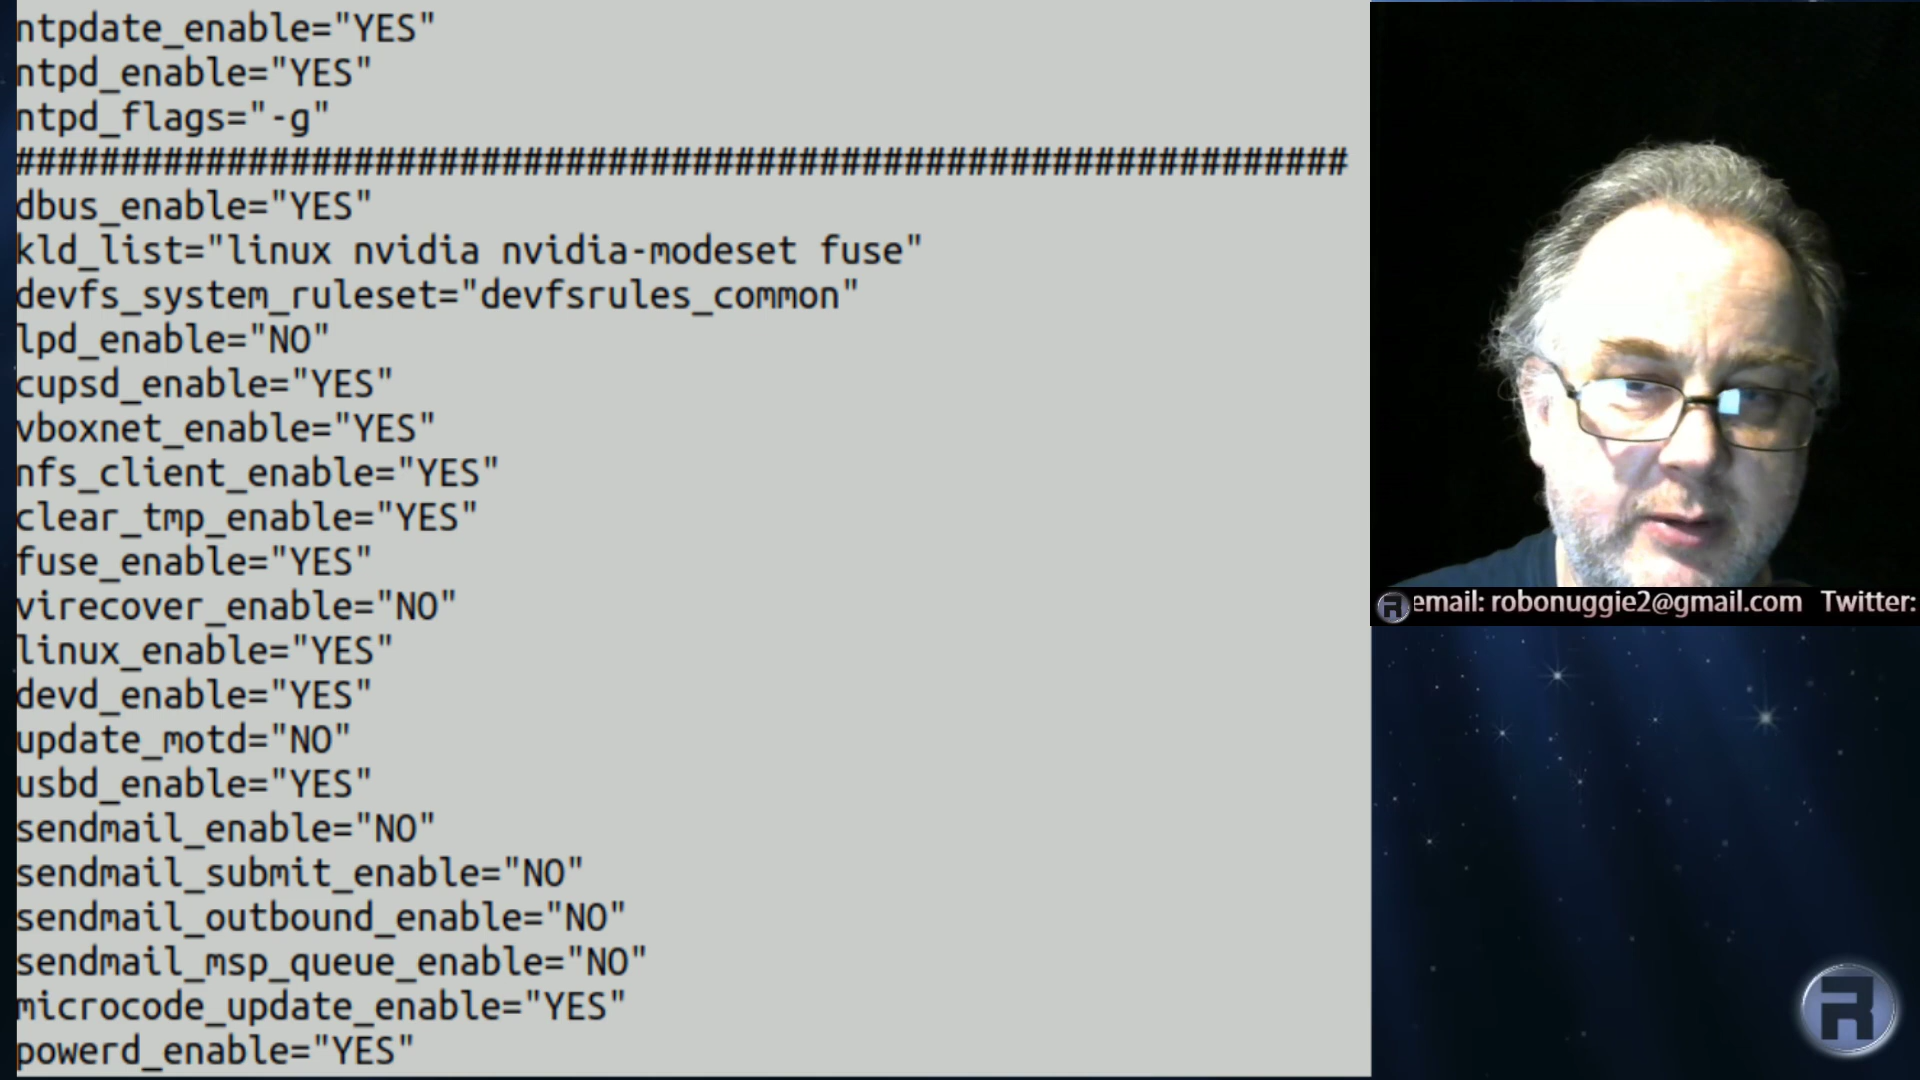 ntpdate_enable="YES"
ntpd_enable="YES"
ntpd_flags="-g"
###############################################################
dbus_enable="YES"
kld_list="linux nvidia nvidia-modeset fuse"
devfs_system_ruleset="devfsrules_common"
lpd_enable="NO"
cupsd_enable="YES"
vboxnet_enable="YES"
nfs_client_enable="YES"
clear_tmp_enable="YES"
fuse_enable="YES"
virecover_enable="NO"
linux_enable="YES"
devd_enable="YES"
update_motd="NO"
usbd_enable="YES"
sendmail_enable="NO"
sendmail_submit_enable="NO"
sendmail_outbound_enable="NO"
sendmail_msp_queue_enable="NO"
microcode_update_enable="YES"
powerd_enable="YES"
R email: robonuggie2@gmail.com Twitter:
R